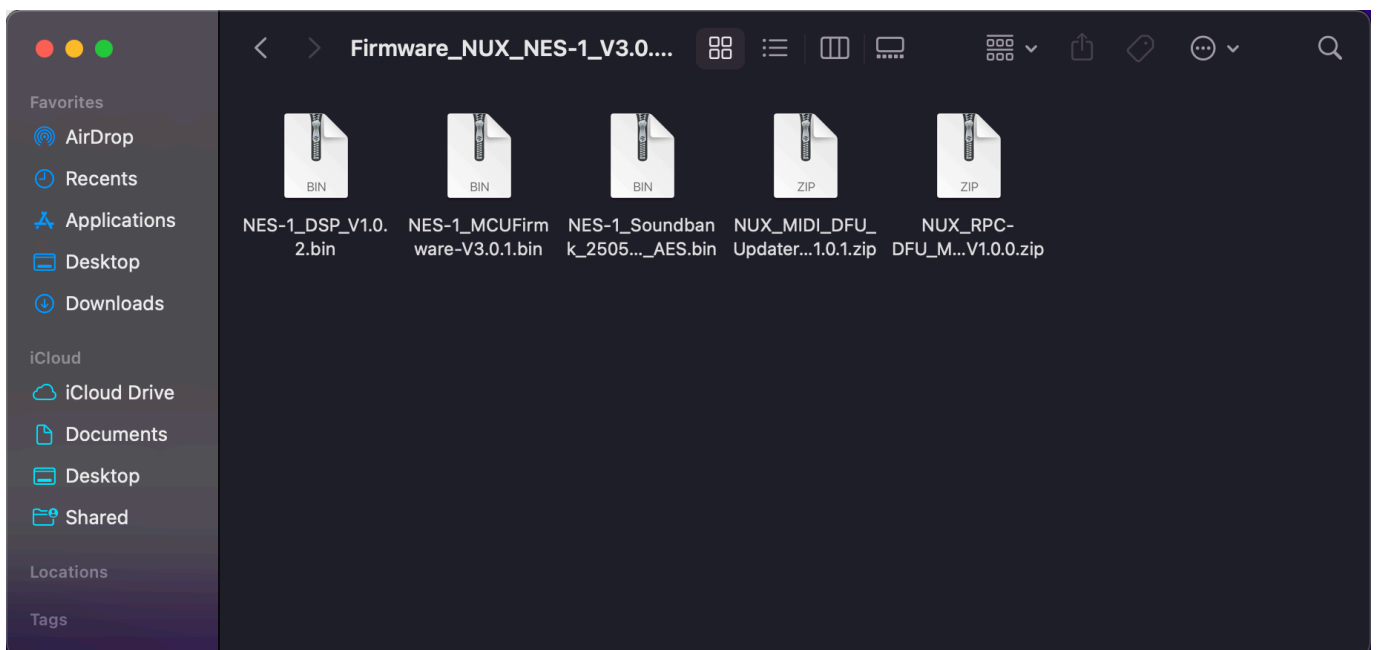 Firmware_NUX_NES-1_V3.0....
Favorites
AirDrop
Recents
Applications
Desktop
Downloads
iCloud
iCloud Drive
Documents
Desktop
Shared
Locations
Tags
BIN
BIN
BIN
ZIP
ZIP
NES-1_DSP_V1.0.
2.bin
NES-1_MCUFirm
ware-V3.0.1.bin
NES-1_Soundban
k_2505..._AES.bin
NUX_MIDI_DFU_
Updater...1.0.1.zip
NUX_RPC-
DFU_M...V1.0.0.zip